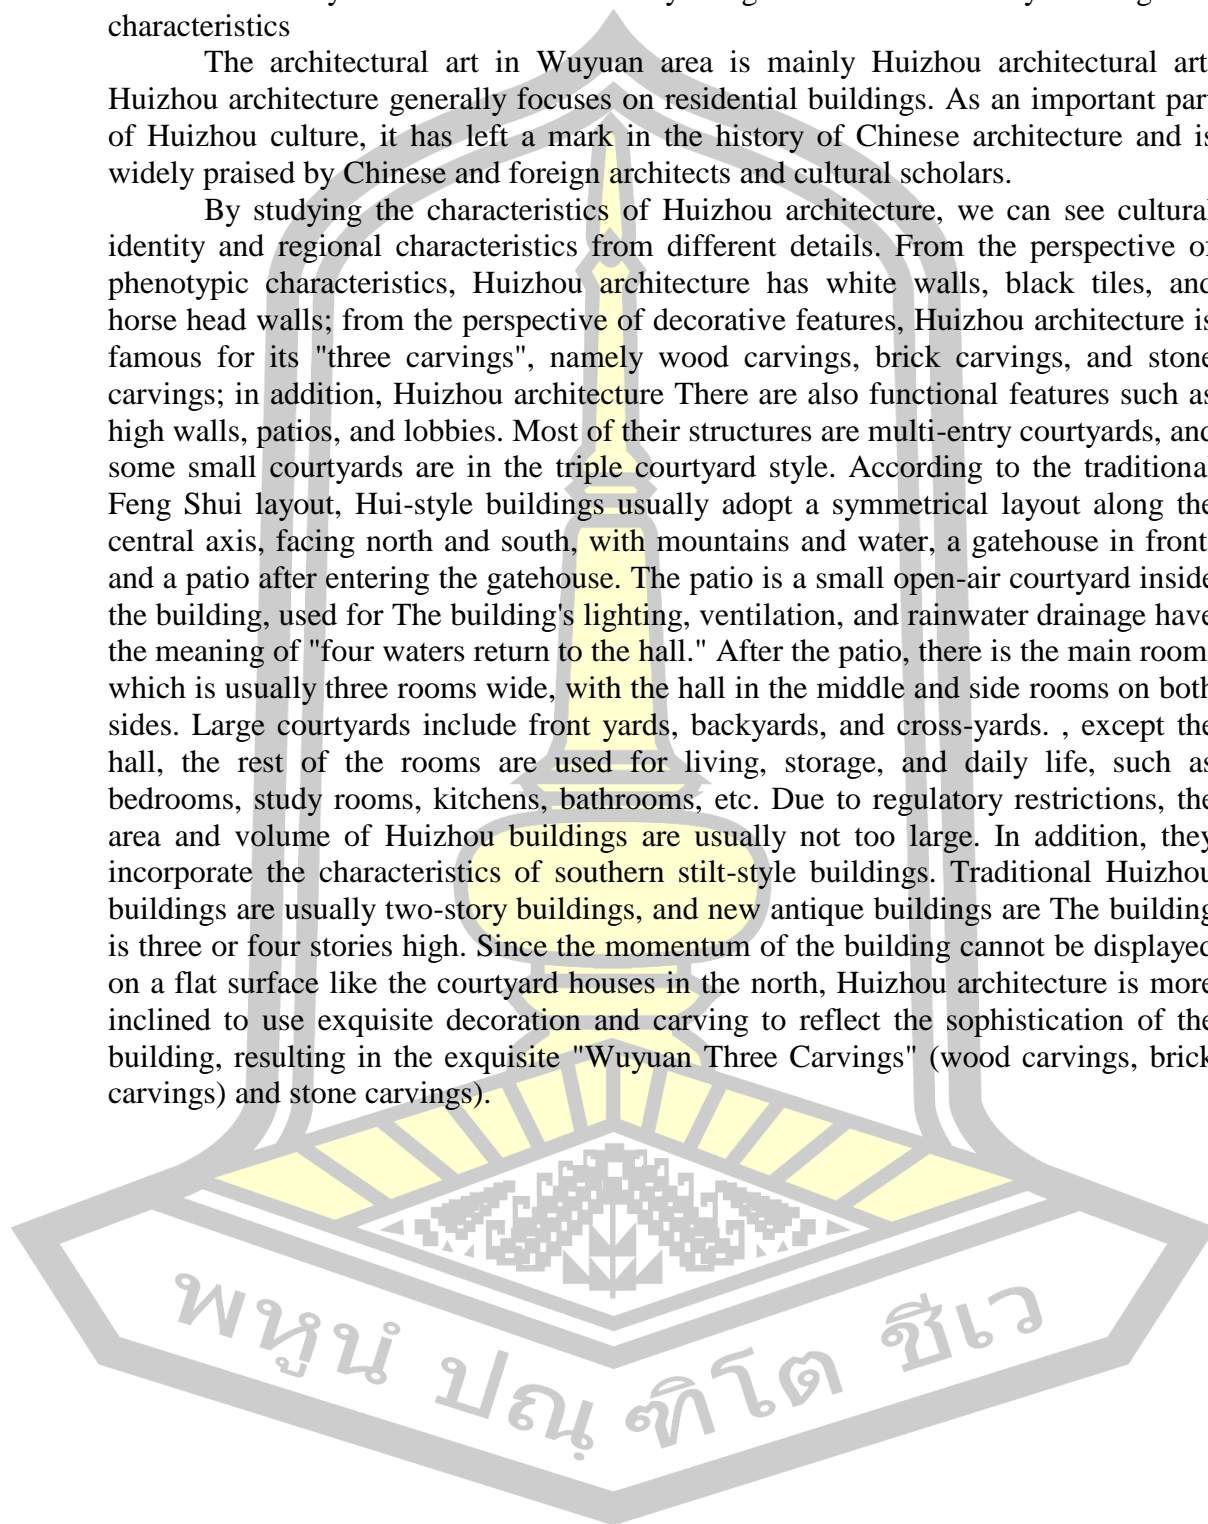 characteristics
The architectural art in Wuyuan area is mainly Huizhou architectural art
Huizhou architecture generally focuses on residential buildings. As an important par
of Huizhou culture, it has left a mark in the history of Chinese architecture and is
widely praised by Chinese and foreign architects and cultural scholars.
By studying the characteristics of Huizhou architecture, we can see cultural
identity and regional characteristics from different details. From the perspective of
phenotypic characteristics, Huizhou architecture has white walls, black tiles, and
horse head walls; from the perspective of decorative features, Huizhou architecture is
famous for its "three carvings", namely wood carvings, brick carvings, and stone
carvings; in addition, Huizhou architecture There are also functional features such as
high walls, patios, and lobbies. Most of their structures are multi-entry courtyards, and
some small courtyards are in the triple courtyard style. According to the traditional
Feng Shui layout, Hui-style buildings usually adopt a symmetrical layout along the
central axis, facing north and south, with mountains and water, a gatehouse in front
and a patio after entering the gatehouse. The patio is a small open-air courtyard inside
the building, used for The building's lighting, ventilation, and rainwater drainage have
the meaning of "four waters return to the hall." After the patio, there is the main room
which is usually three rooms wide, with the hall in the middle and side rooms on both
sides. Large courtyards include front yards, backyards, and cross-yards. , except the
hall, the rest of the rooms are used for living, storage, and daily life, such as
bedrooms, study rooms, kitchens, bathrooms, etc. Due to regulatory restrictions, the
area and volume of Huizhou buildings are usually not too large. In addition, they
incorporate the characteristics of southern stilt-style buildings. Traditional Huizhou
buildings are usually two-story buildings, and new antique buildings are The building
is three or four stories high. Since the momentum of the building cannot be displayed
on a flat surface like the courtyard houses in the north, Huizhou architecture is more
inclined to use exquisite decoration and carving to reflect the sophistication of the
building, resulting in the exquisite "Wuyuan Three Carvings" (wood carvings, brick
carvings) and stone carvings).
พหูนํ ปณฺฑิโต ชีเว